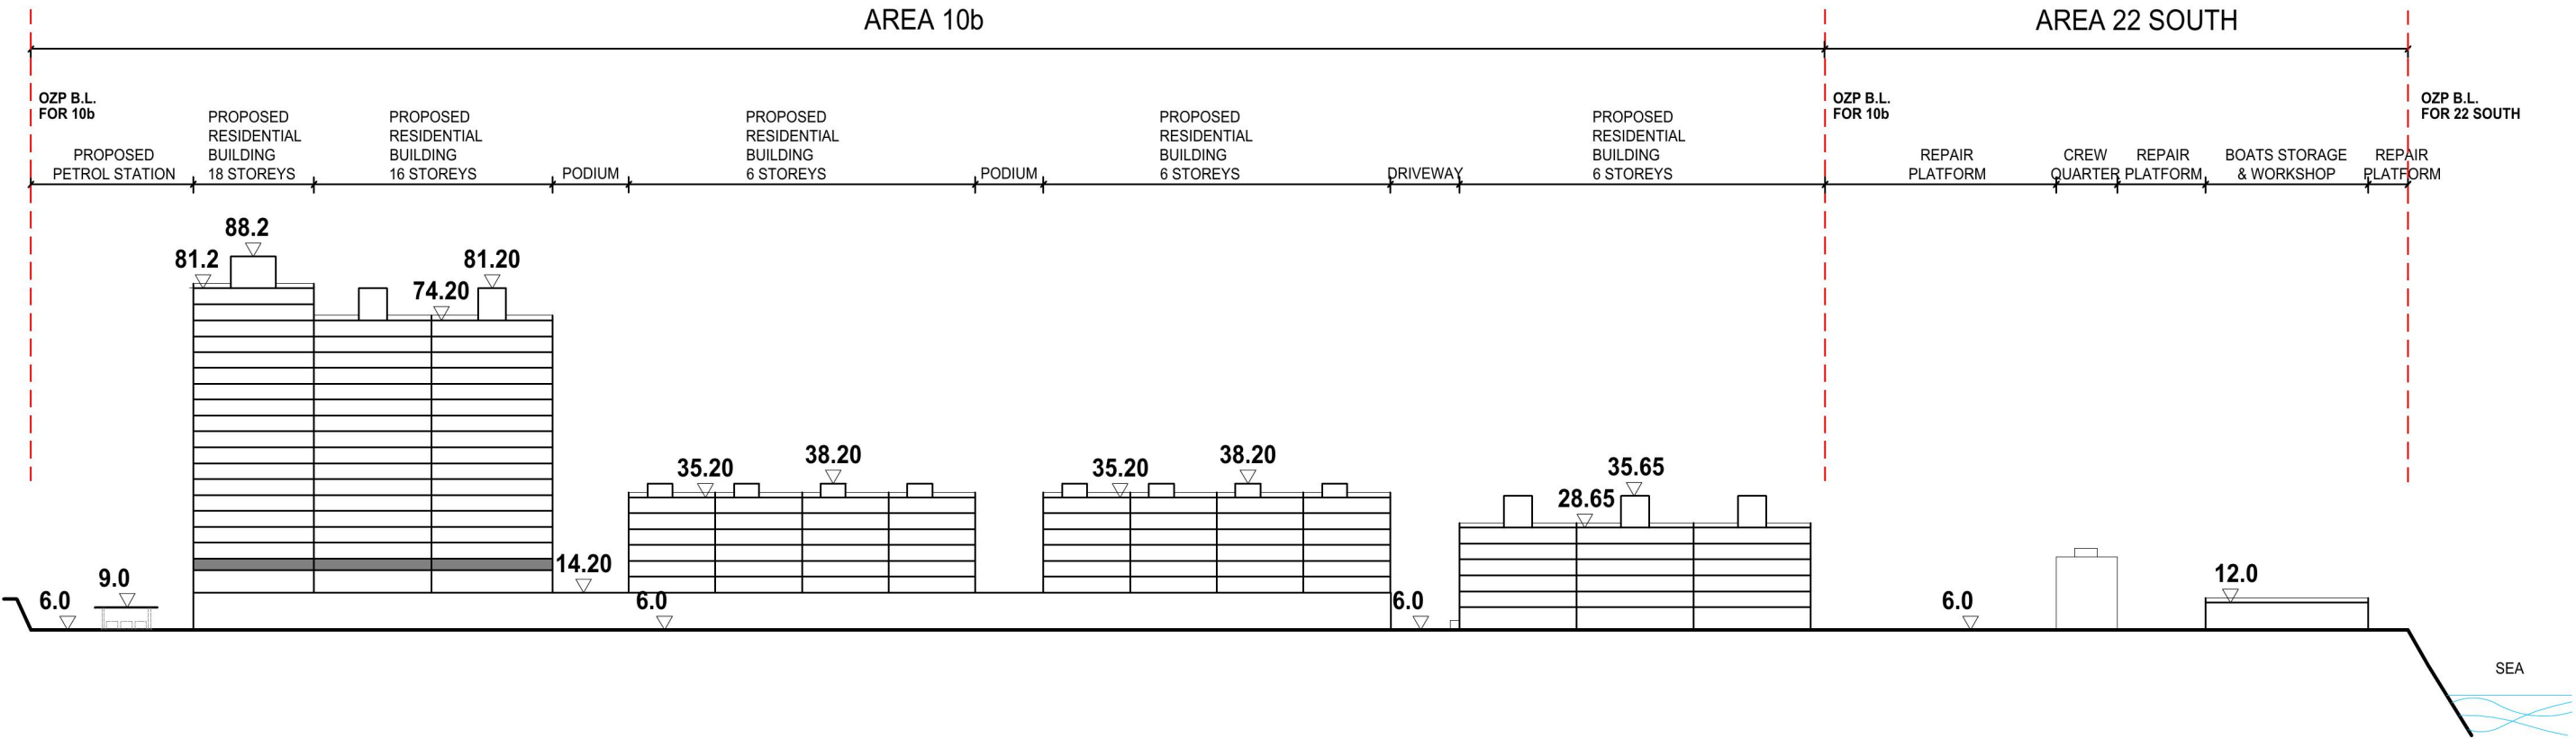 AREA 10b
AREA 22 SOUTH
OZP B.L.
FOR 10b
PROPOSED
PETROL STATION
PROPOSED
RESIDENTIAL
BUILDING
18 STOREYS
PROPOSED
RESIDENTIAL
BUILDING
16 STOREYS
PODIUM
PROPOSED
RESIDENTIAL
BUILDING
6 STOREYS
PODIUM
PROPOSED
RESIDENTIAL
BUILDING
6 STOREYS
DRIVEWAY
PROPOSED
RESIDENTIAL
BUILDING
6 STOREYS
OZP B.L.
FOR 10b
REPAIR
PLATFORM
CREW
QUARTER
REPAIR
PLATFORM
BOATS STORAGE
& WORKSHOP
REPAIR
PLATFORM
OZP B.L.
FOR 22 SOUTH
88.2
81.2
81.20
74.20
38.20
35.20
38.20
35.20
35.65
28.65
14.20
9.0
6.0
6.0
6.0
6.0
12.0
SEA